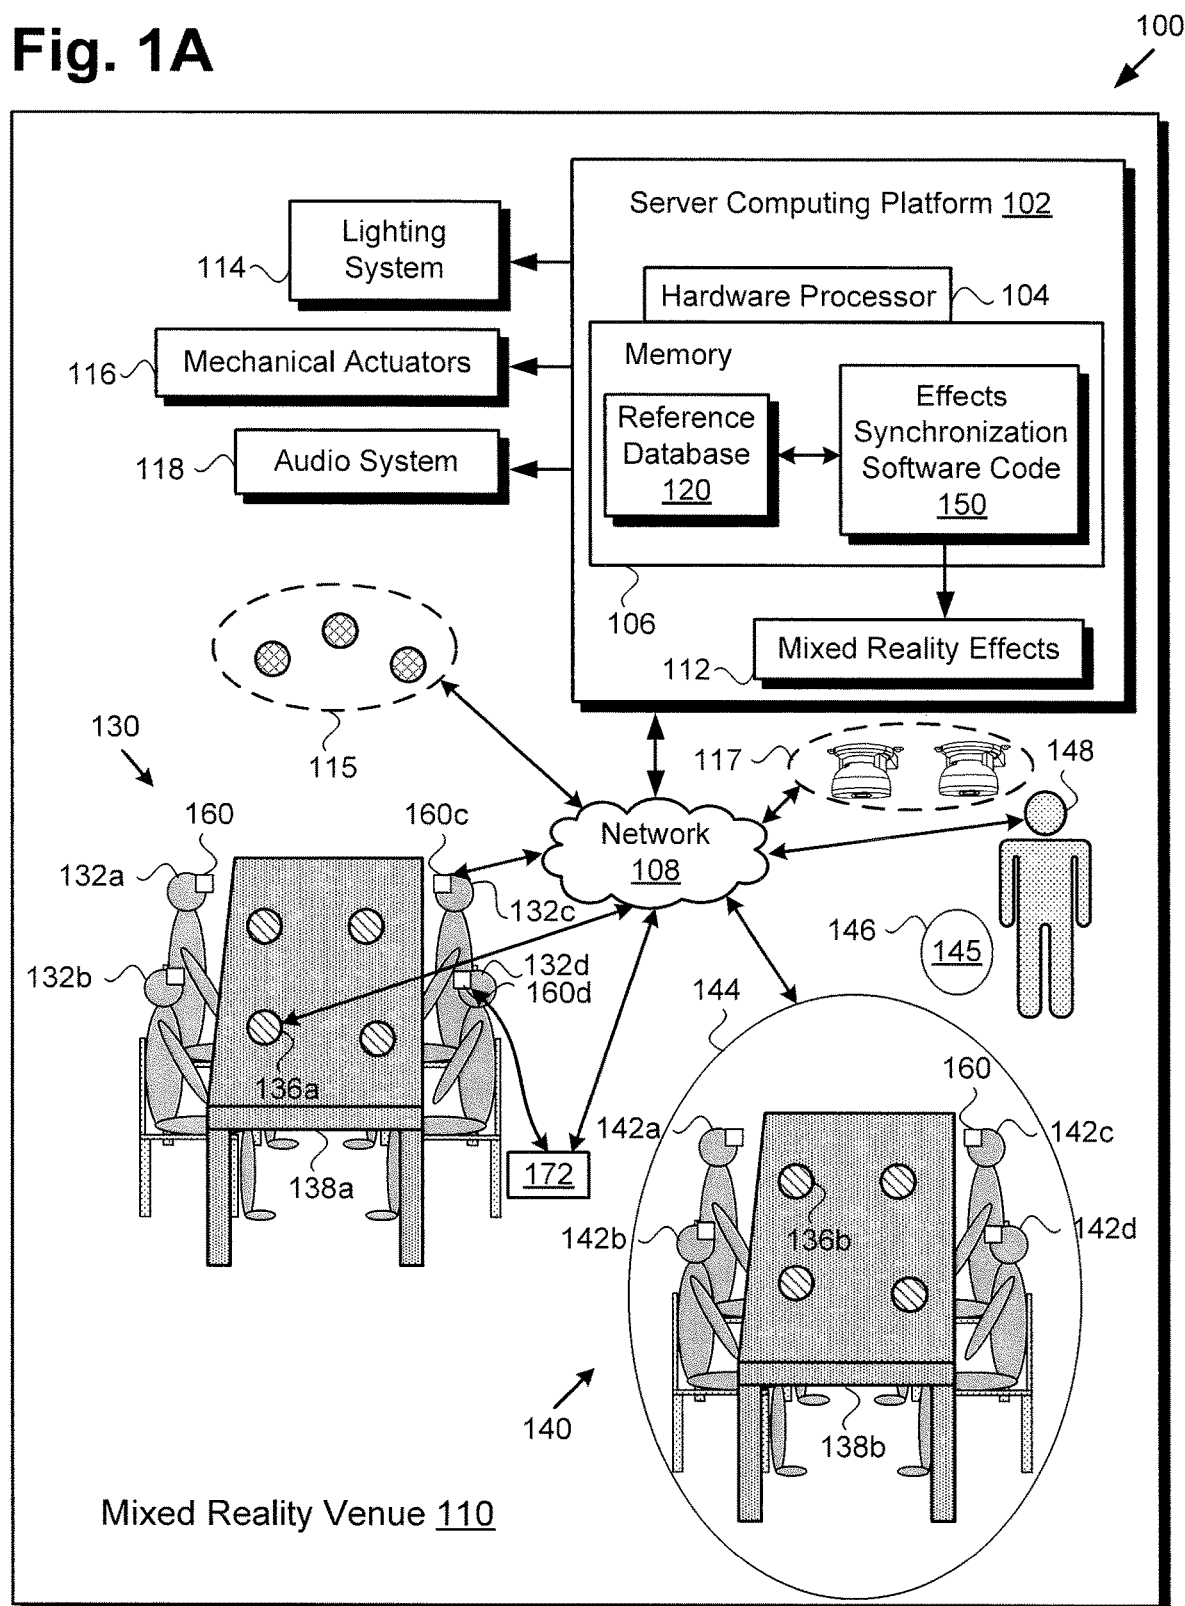 Fig. 1A
100
Server Computing Platform 102
Lighting
System
114
Hardware Processor
104
Mechanical Actuators
116
Memory
Effects
Synchronization
Software Code
150
Reference
Database
120
Audio System
118
106
Mixed Reality Effects
112
130
115
117
148
160
160c
Network
108
132a
132c
146
145
132b
132d
160d
144
136a
160
142a
142c
172
138a
142b
136b
142d
140
138b
Mixed Reality Venue 110